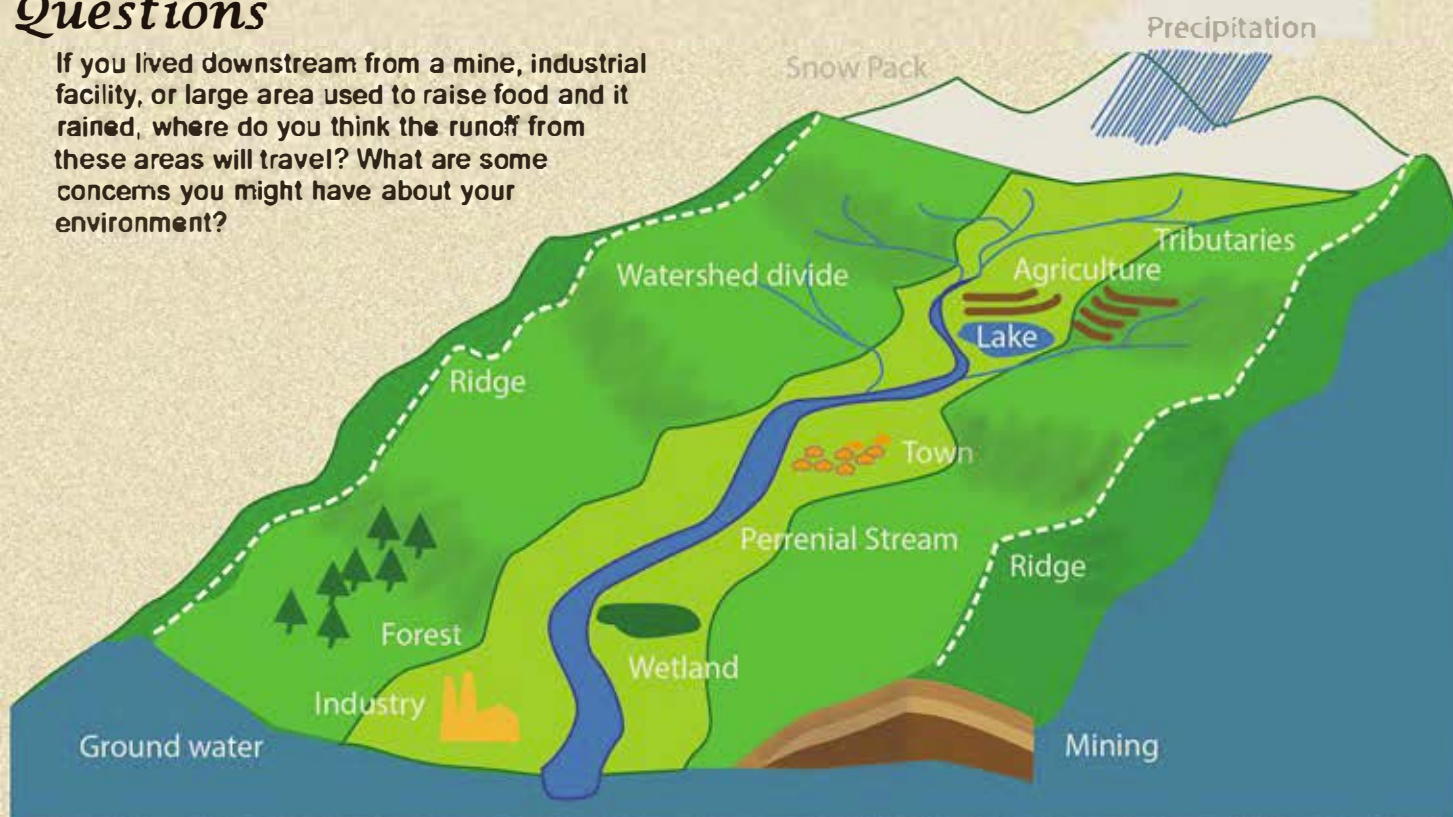 Questions
If you lived downstream from a mine, industrial
facility, or large area used to raise food and it
rained, where do you think the runoff from
these areas will travel? What are some
concerns you might have about your
environment?
Precipitation
Snow Pack
Tributaries
Watershed divide
Agriculture
Lake
Ridge
Town
Perrenial Stream
Ridge
Forest
Wetland
Industry
Ground water
Mining